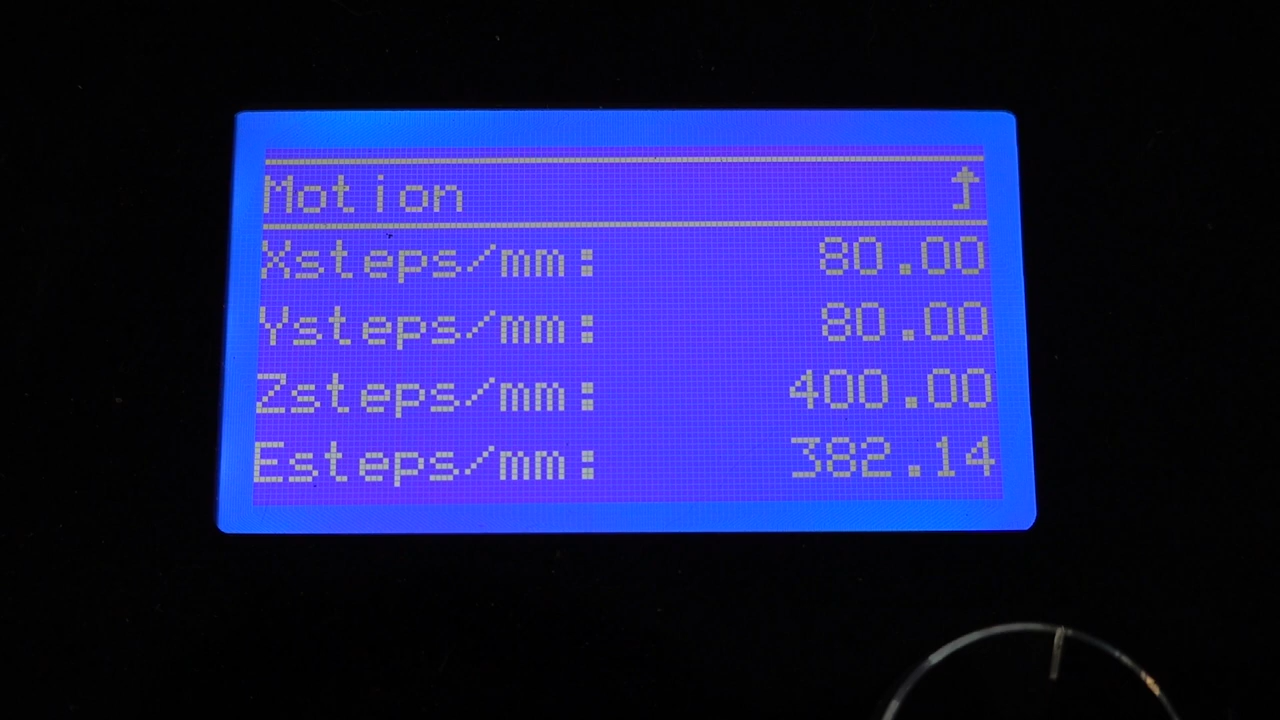 Motion ↑
Xsteps/mm: 80.00
Ysteps/mm: 80.00
Zsteps/mm: 400.00
Esteps/mm: 382.14